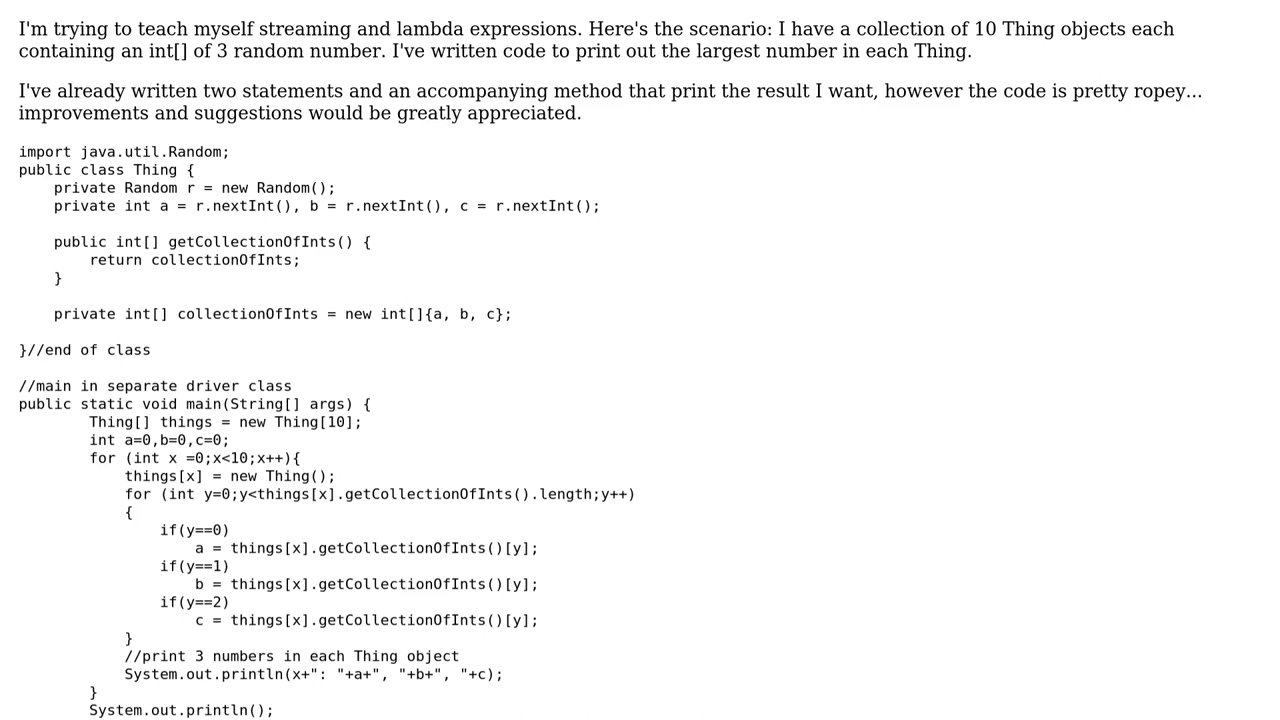 I'm trying to teach myself streaming and lambda expressions. Here's the scenario: I have a collection of 10 Thing objects each
containing an int[] of 3 random number. I've written code to print out the largest number in each Thing.
I've already written two statements and an accompanying method that print the result I want, however the code is pretty ropey...
improvements and suggestions would be greatly appreciated.
import java.util.Random;
public class Thing {
    private Random r = new Random();
    private int a = r.nextInt(), b = r.nextInt(), c = r.nextInt();

    public int[] getCollectionOfInts() {
        return collectionOfInts;
    }

    private int[] collectionOfInts = new int[]{a, b, c};

}//end of class

//main in separate driver class
public static void main(String[] args) {
        Thing[] things = new Thing[10];
        int a=0,b=0,c=0;
        for (int x =0;x<10;x++){
            things[x] = new Thing();
            for (int y=0;y<things[x].getCollectionOfInts().length;y++)
            {
                if(y==0)
                    a = things[x].getCollectionOfInts()[y];
                if(y==1)
                    b = things[x].getCollectionOfInts()[y];
                if(y==2)
                    c = things[x].getCollectionOfInts()[y];
            }
            //print 3 numbers in each Thing object
            System.out.println(x+": "+a+", "+b+", "+c);
        }
        System.out.println();